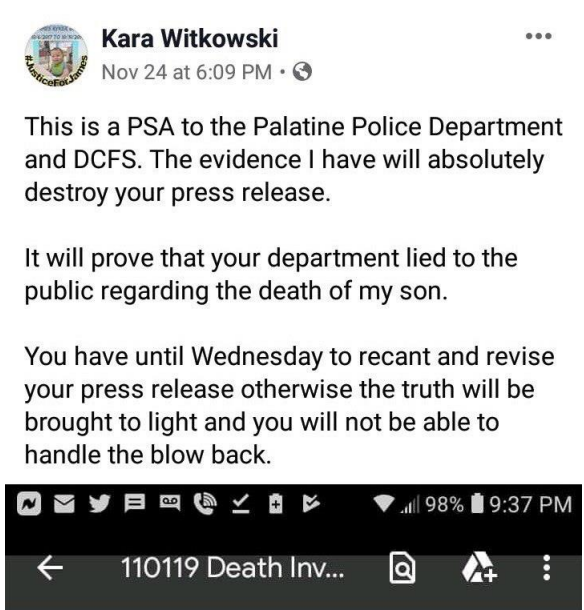 Kara Witkowski
Nov 24 at 6:09 PM •
#JusticeForJames
This is a PSA to the Palatine Police Department
and DCFS. The evidence I have will absolutely
destroy your press release.
It will prove that your department lied to the
public regarding the death of my son.
You have until Wednesday to recant and revise
your press release otherwise the truth will be
brought to light and you will not be able to
handle the blow back.
98% 9:37 PM
110119 Death Inv...